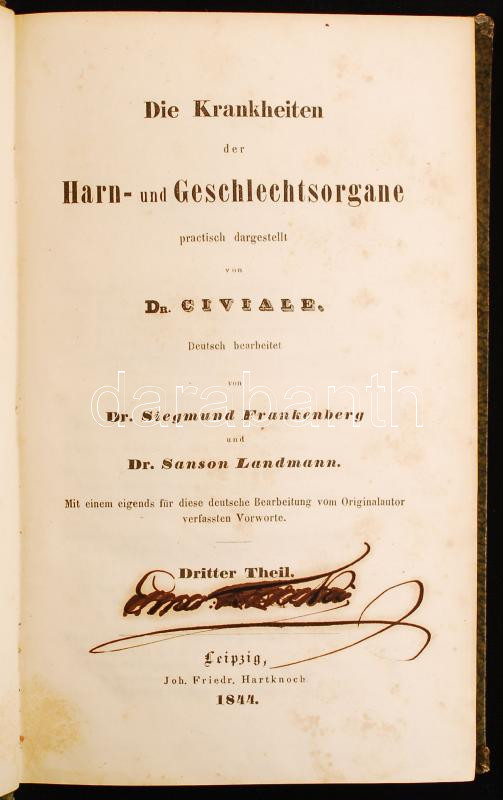 Die Krankheiten
der
Harn- und Geschlechtsorgane
practisch dargestellt
von
DR. CIVIALE.
Deutsch bearbeitet
von
darabanth
Dr. Siegmund Frankenberg
und
Dr. Sanson Landmann.
Mit einem eigends für diese deutsche Bearbeitung vom Originalautor
verfassten Vorworte.
Dritter Theil.
Leipzig,
Joh. Friedr. Hartknoch
1844.